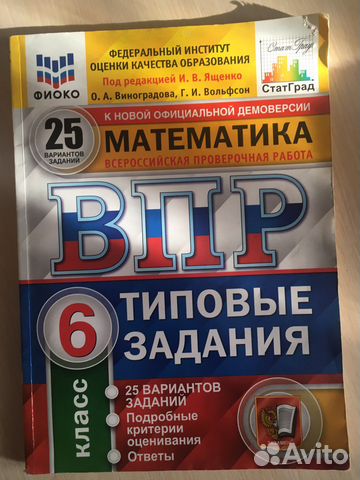 ФЕДЕРАЛЬНЫЙ ИНСТИТУТ
ОЦЕНКИ КАЧЕСТВА ОБРАЗОВАНИЯ
Под редакцией И. В. Ященко
О. А. Виноградова, Г. И. Вольфсон
ФИОКО
СтатГрад
СтатГрад
К НОВОЙ ОФИЦИАЛЬНОЙ ДЕМОВЕРСИИ
25
ВАРИАНТОВ
ЗАДАНИЙ
МАТЕМАТИКА
ВСЕРОССИЙСКАЯ ПРОВЕРОЧНАЯ РАБОТА
ВПР
6
класс
ТИПОВЫЕ
ЗАДАНИЯ
25 ВАРИАНТОВ
ЗАДАНИЙ
Подробные
критерии
оценивания
Ответы
Avito